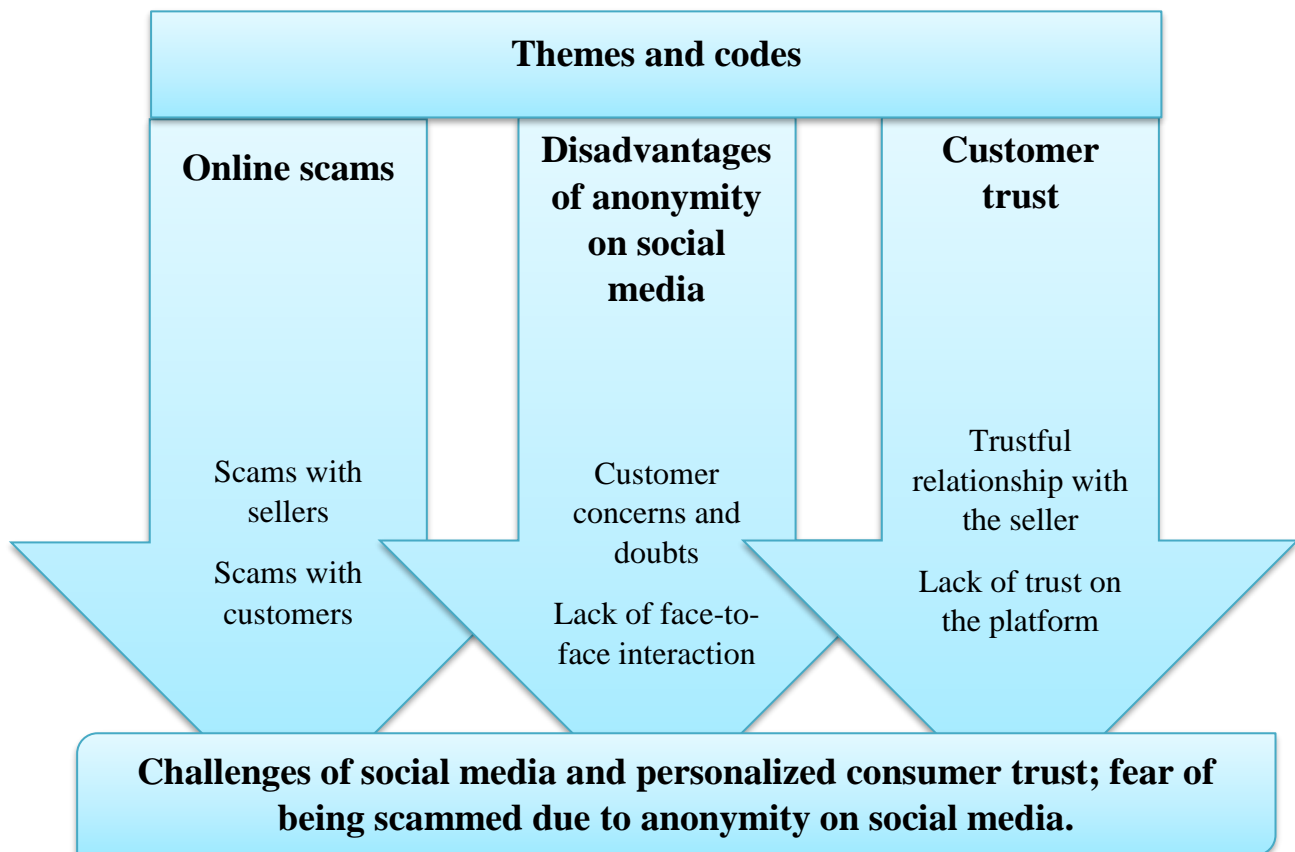 Themes and codes
Online scams
Scams with
sellers
Scams with
customers
Disadvantages
of anonymity
on social
media
Customer
concerns and
doubts
Lack of face-to-
face interaction
Customer
trust
Trustful
relationship with
the seller
Lack of trust on
the platform
Challenges of social media and personalized consumer trust; fear of
being scammed due to anonymity on social media.